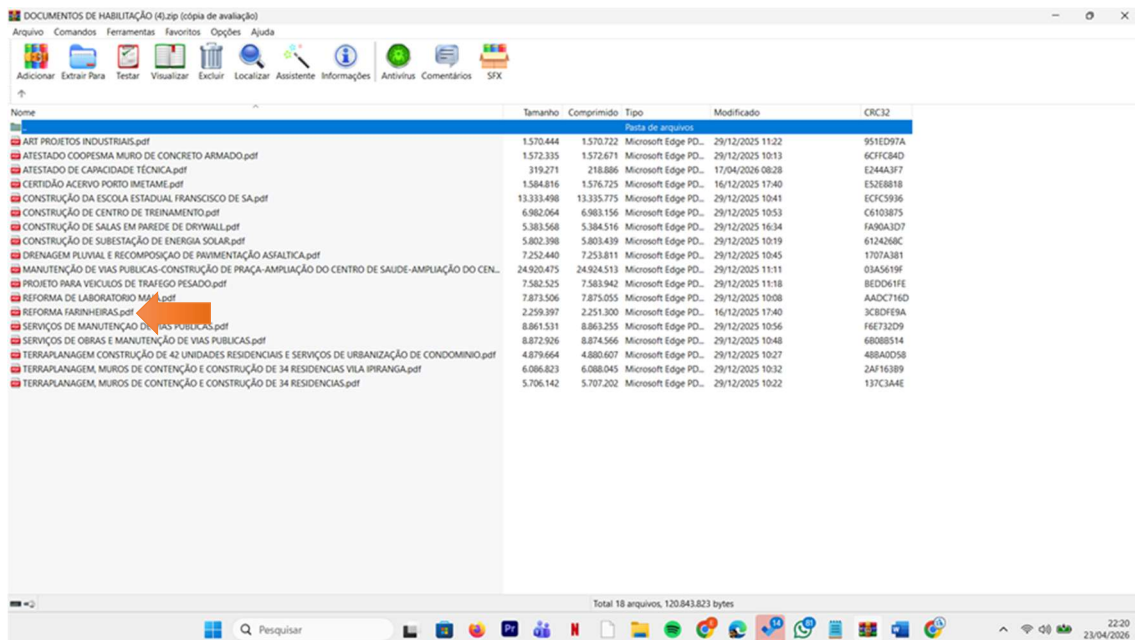 DOCUMENTOS DE HABILITAÇÃO (4).zip (cópia de avaliação)
Arquivo Comandos Ferramentas Favoritos Opções Ajuda
Adicionar Extrair Para Testar Visualizar Excluir Localizar Assistente Informações Antivírus Comentários SFX
Nome Tamanho Comprimido Tipo Modificado CRC32
.. Pasta de arquivos
ART PROJETOS INDUSTRIAIS.pdf 1.570.444 1.570.722 Microsoft Edge PD... 29/12/2025 11:22 951ED97A
ATESTADO COOPESMA MURO DE CONCRETO ARMADO.pdf 1.572.335 1.572.671 Microsoft Edge PD... 29/12/2025 10:13 6CFFC84D
ATESTADO DE CAPACIDADE TÉCNICA.pdf 319.271 218.886 Microsoft Edge PD... 17/04/2026 08:28 E244A3F7
CERTIDÃO ACERVO PORTO IMETAME.pdf 1.584.816 1.576.725 Microsoft Edge PD... 16/12/2025 17:40 E52E8818
CONSTRUÇÃO DA ESCOLA ESTADUAL FRANSCISCO DE SA.pdf 13.333.498 13.335.775 Microsoft Edge PD... 29/12/2025 10:41 ECFC5936
CONSTRUÇÃO DE CENTRO DE TREINAMENTO.pdf 6.982.064 6.983.156 Microsoft Edge PD... 29/12/2025 10:53 C6103875
CONSTRUÇÃO DE SALAS EM PAREDE DE DRYWALL.pdf 5.383.568 5.384.516 Microsoft Edge PD... 29/12/2025 16:34 FA90A3D7
CONSTRUÇÃO DE SUBESTAÇÃO DE ENERGIA SOLAR.pdf 5.802.398 5.803.439 Microsoft Edge PD... 29/12/2025 10:19 6124268C
DRENAGEM PLUVIAL E RECOMPOSIÇAO DE PAVIMENTAÇÃO ASFALTICA.pdf 7.252.440 7.253.811 Microsoft Edge PD... 29/12/2025 10:45 1707A381
MANUTENÇÃO DE VIAS PUBLICAS-CONSTRUÇÃO DE PRAÇA-AMPLIAÇÃO DO CENTRO DE SAUDE-AMPLIAÇÃO DO CEN... 24.920.475 24.924.513 Microsoft Edge PD... 29/12/2025 11:11 03A5619F
PROJETO PARA VEICULOS DE TRAFEGO PESADO.pdf 7.582.525 7.583.942 Microsoft Edge PD... 29/12/2025 11:18 BEDD61FE
REFORMA DE LABORATORIO .pdf 7.873.506 7.875.055 Microsoft Edge PD... 29/12/2025 10:08 AADC716D
REFORMA FARINHEIRAS.pdf 2.259.397 2.251.300 Microsoft Edge PD... 16/12/2025 17:40 3CBDFE9A
SERVIÇOS DE MANUTENÇAO DE VIAS PUBLICAS.pdf 8.861.531 8.863.255 Microsoft Edge PD... 29/12/2025 10:56 F6E732D9
SERVIÇOS DE OBRAS E MANUTENÇÃO DE VIAS PUBLICAS.pdf 8.872.926 8.874.566 Microsoft Edge PD... 29/12/2025 10:48 6B08B514
TERRAPLANAGEM CONSTRUÇÃO DE 42 UNIDADES RESIDENCIAIS E SERVIÇOS DE URBANIZAÇÃO DE CONDOMINIO.pdf 4.879.664 4.880.607 Microsoft Edge PD... 29/12/2025 10:27 488A0D58
TERRAPLANAGEM, MUROS DE CONTENÇÃO E CONSTRUÇÃO DE 34 RESIDENCIAS VILA IPIRANGA.pdf 6.086.823 6.088.045 Microsoft Edge PD... 29/12/2025 10:32 2AF16389
TERRAPLANAGEM, MUROS DE CONTENÇÃO E CONSTRUÇÃO DE 34 RESIDENCIAS.pdf 5.706.142 5.707.202 Microsoft Edge PD... 29/12/2025 10:22 137C3A4E
Total 18 arquivos, 120.843.823 bytes
Pesquisar
22:20
23/04/2026